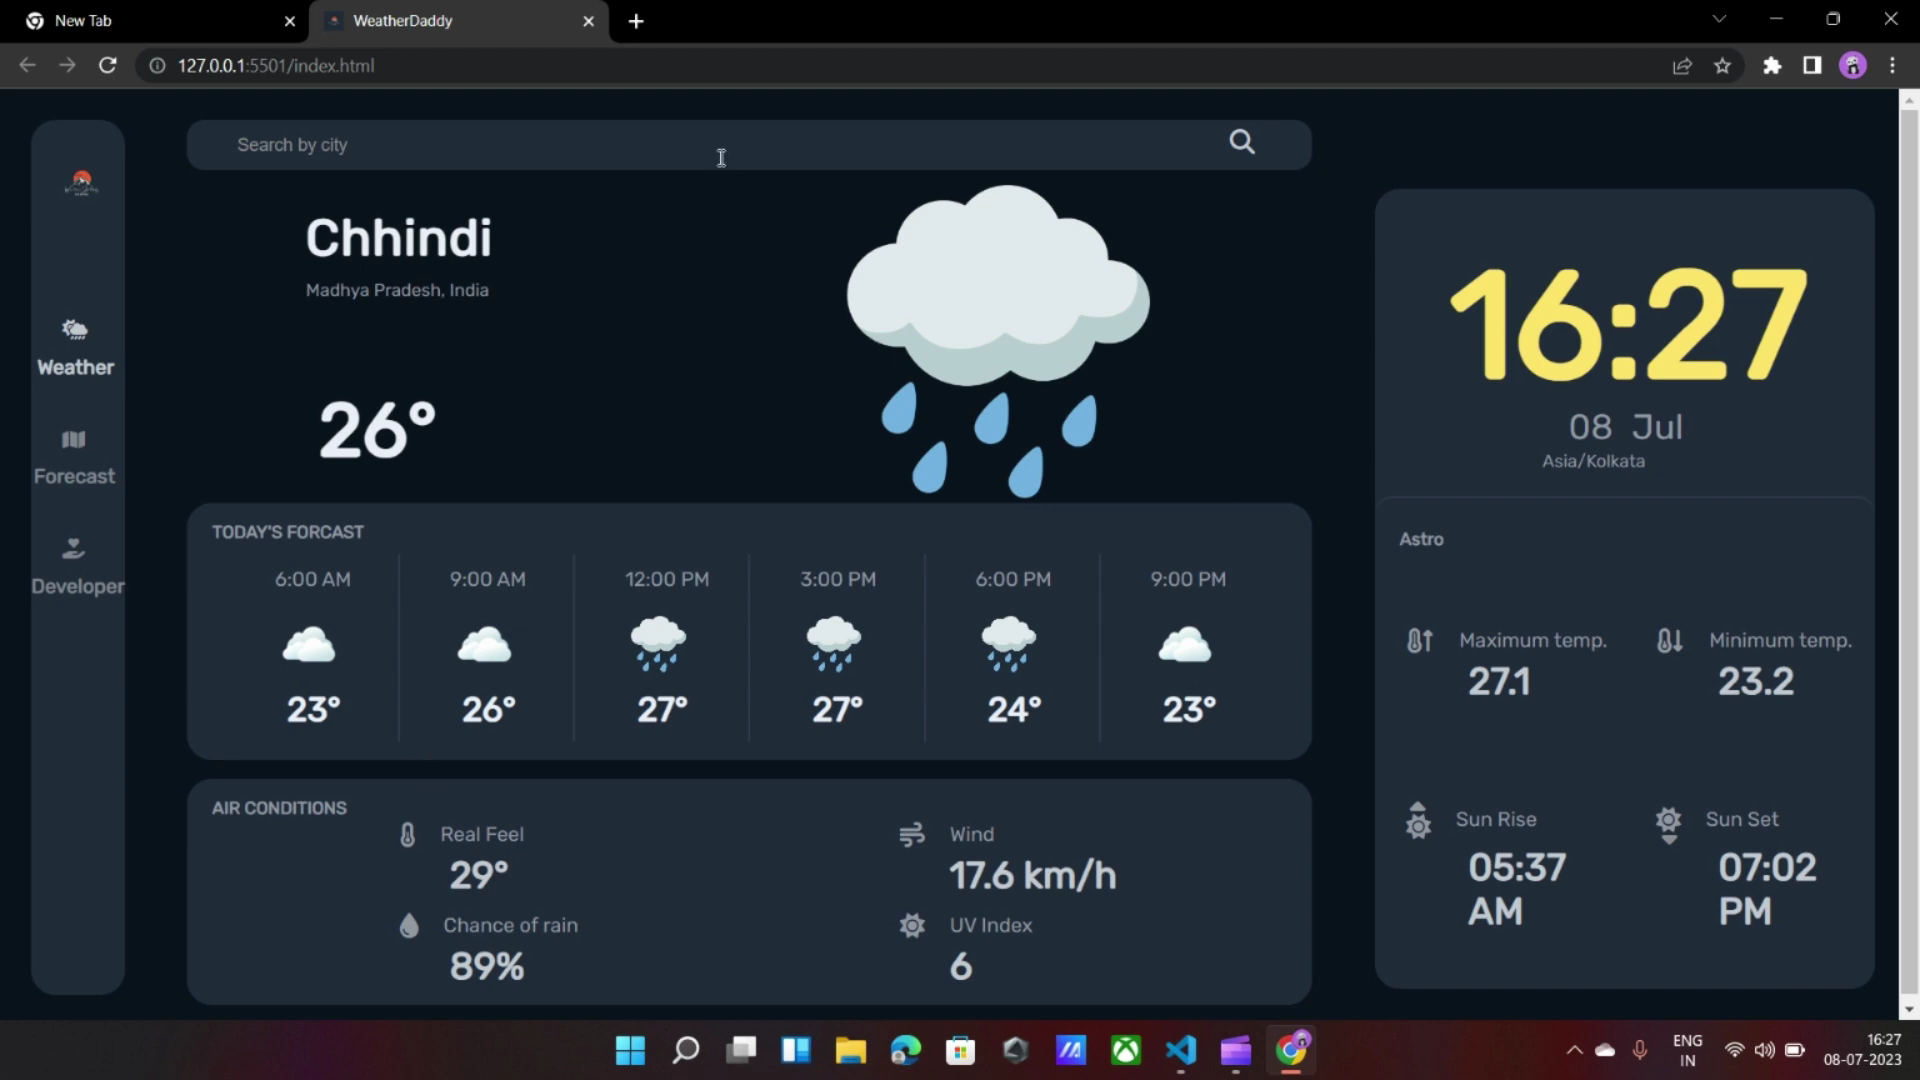 New Tab
WeatherDaddy
127.0.0.1:5501/index.html
Search by city
Chhindi
Madhya Pradesh, India
26°
Weather
Forecast
Developer
16:27
08 Jul
Asia/Kolkata
TODAY'S FORCAST
6:00 AM 9:00 AM 12:00 PM 3:00 PM 6:00 PM 9:00 PM
23° 26° 27° 27° 24° 23°
AIR CONDITIONS
Real Feel
29°
Wind
17.6 km/h
Chance of rain
89%
UV Index
6
Astro
Maximum temp.
27.1
Minimum temp.
23.2
Sun Rise
05:37
AM
Sun Set
07:02
PM
ENG
IN
16:27
08-07-2023